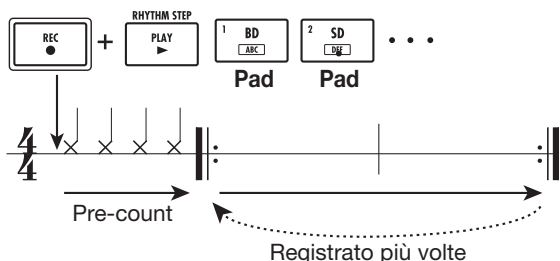 RHYTHM STEP
REC + PLAY 1 BD ABC 2 SD DEF . . .
Pad Pad
4/4
Pre-count
Registrato più volte